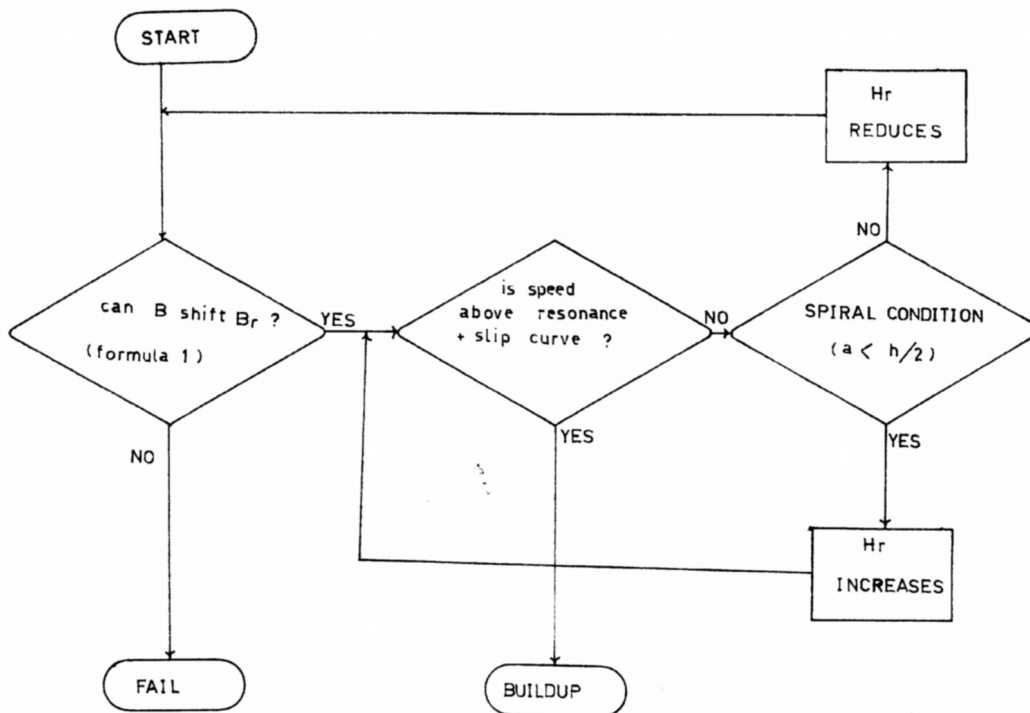 START
Hr
REDUCES
NO
can B shift Br ?
(formula 1)
YES
is speed
above resonance
+ slip curve ?
NO
SPIRAL CONDITION
(a < h/2)
NO
YES
YES
Hr
INCREASES
FAIL
BUILDUP